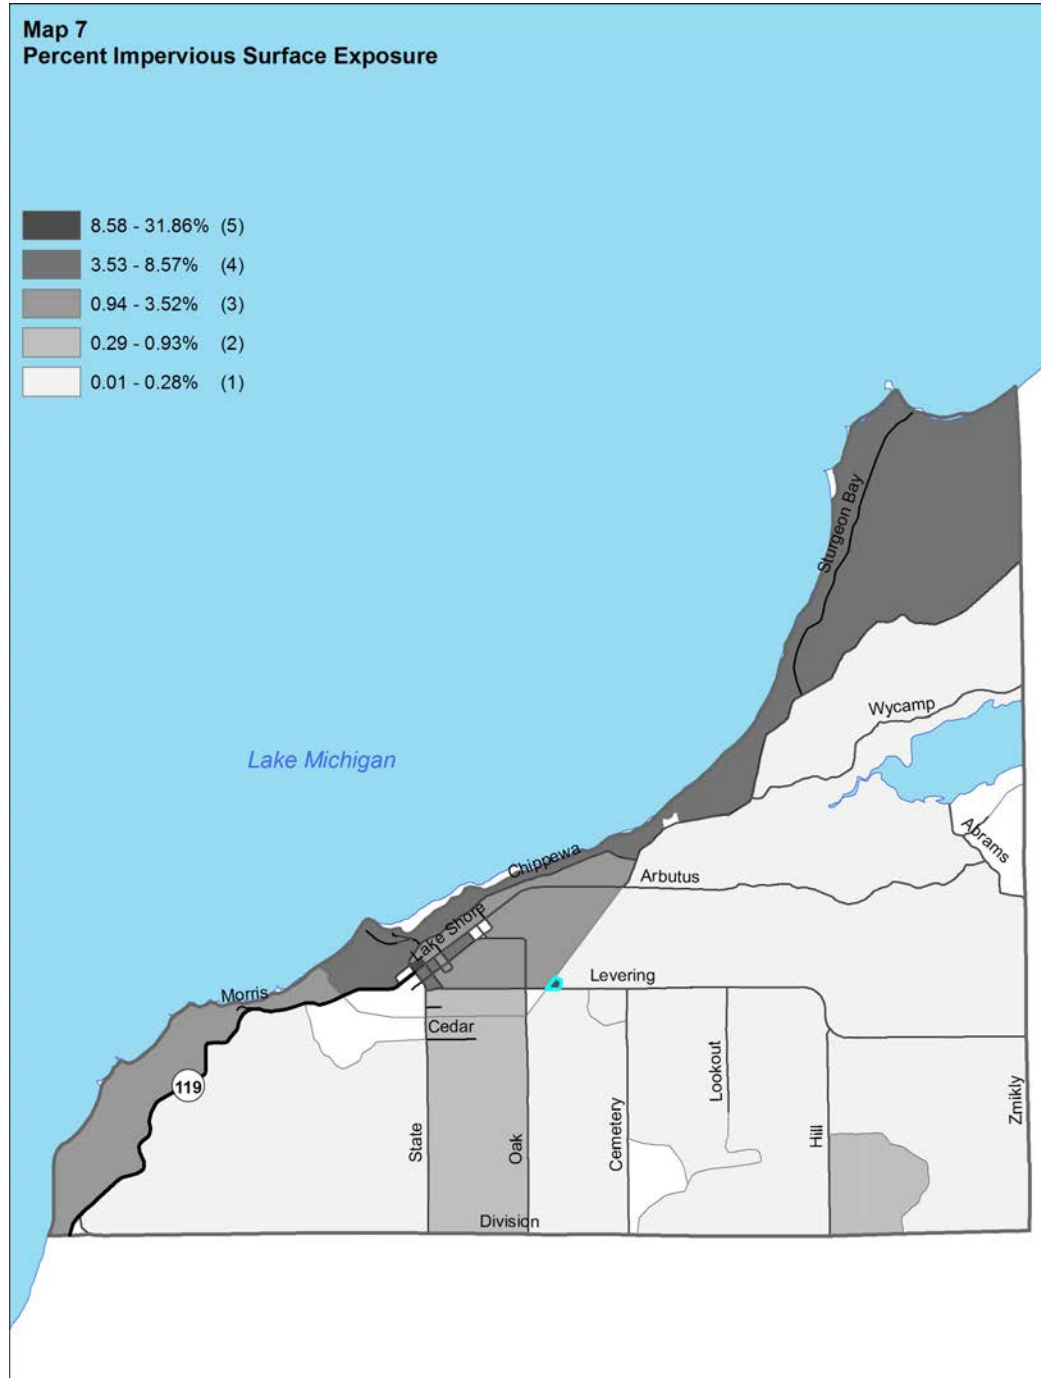 Map 7
Percent Impervious Surface Exposure
8.58 - 31.86% (5)
3.53 - 8.57% (4)
0.94 - 3.52% (3)
0.29 - 0.93% (2)
0.01 - 0.28% (1)
Sturgeon Bay
Wycamp
Lake Michigan
Abrams
Chippewa
Arbutus
Lake Shore
Levering
Morris
Cedar
119
State
Oak
Cemetery
Lookout
Hill
Zmikly
Division